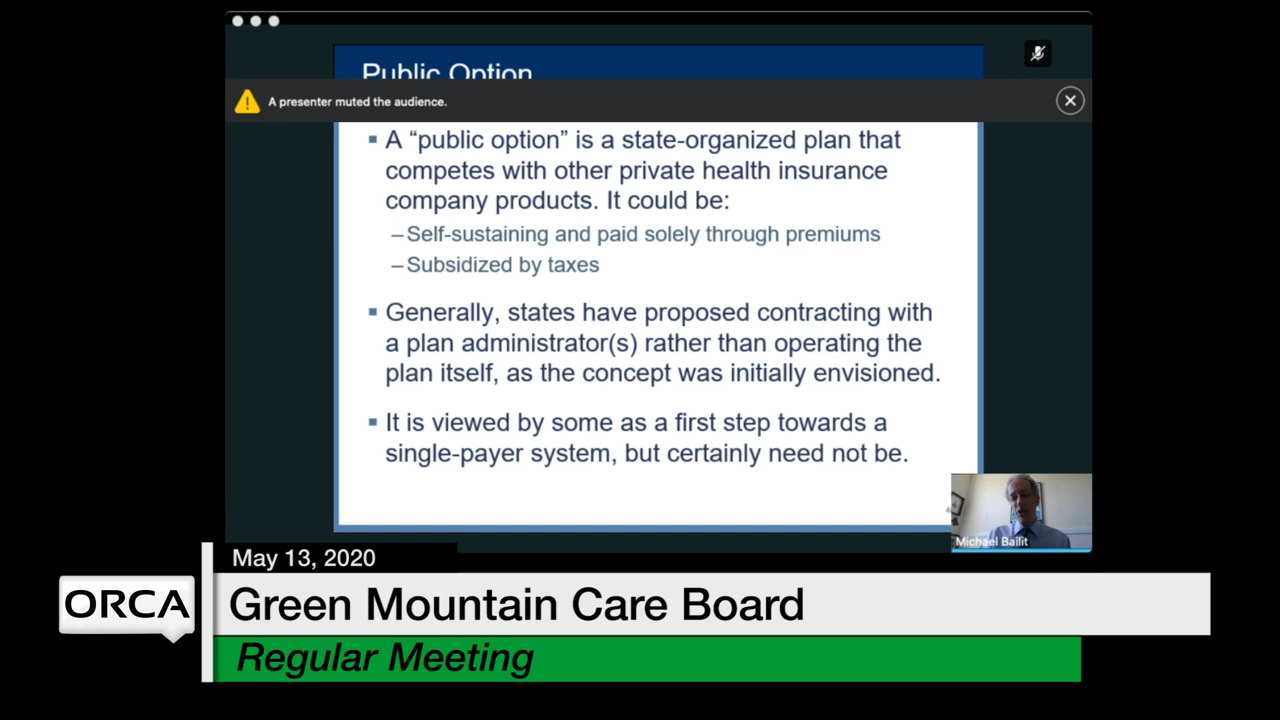 Public Option
A presenter muted the audience.
▪ A “public option” is a state-organized plan that
competes with other private health insurance
company products. It could be:
–Self-sustaining and paid solely through premiums
–Subsidized by taxes
▪ Generally, states have proposed contracting with
a plan administrator(s) rather than operating the
plan itself, as the concept was initially envisioned.
▪ It is viewed by some as a first step towards a
single-payer system, but certainly need not be.
Michael Bailit
May 13, 2020
ORCA
Green Mountain Care Board
Regular Meeting